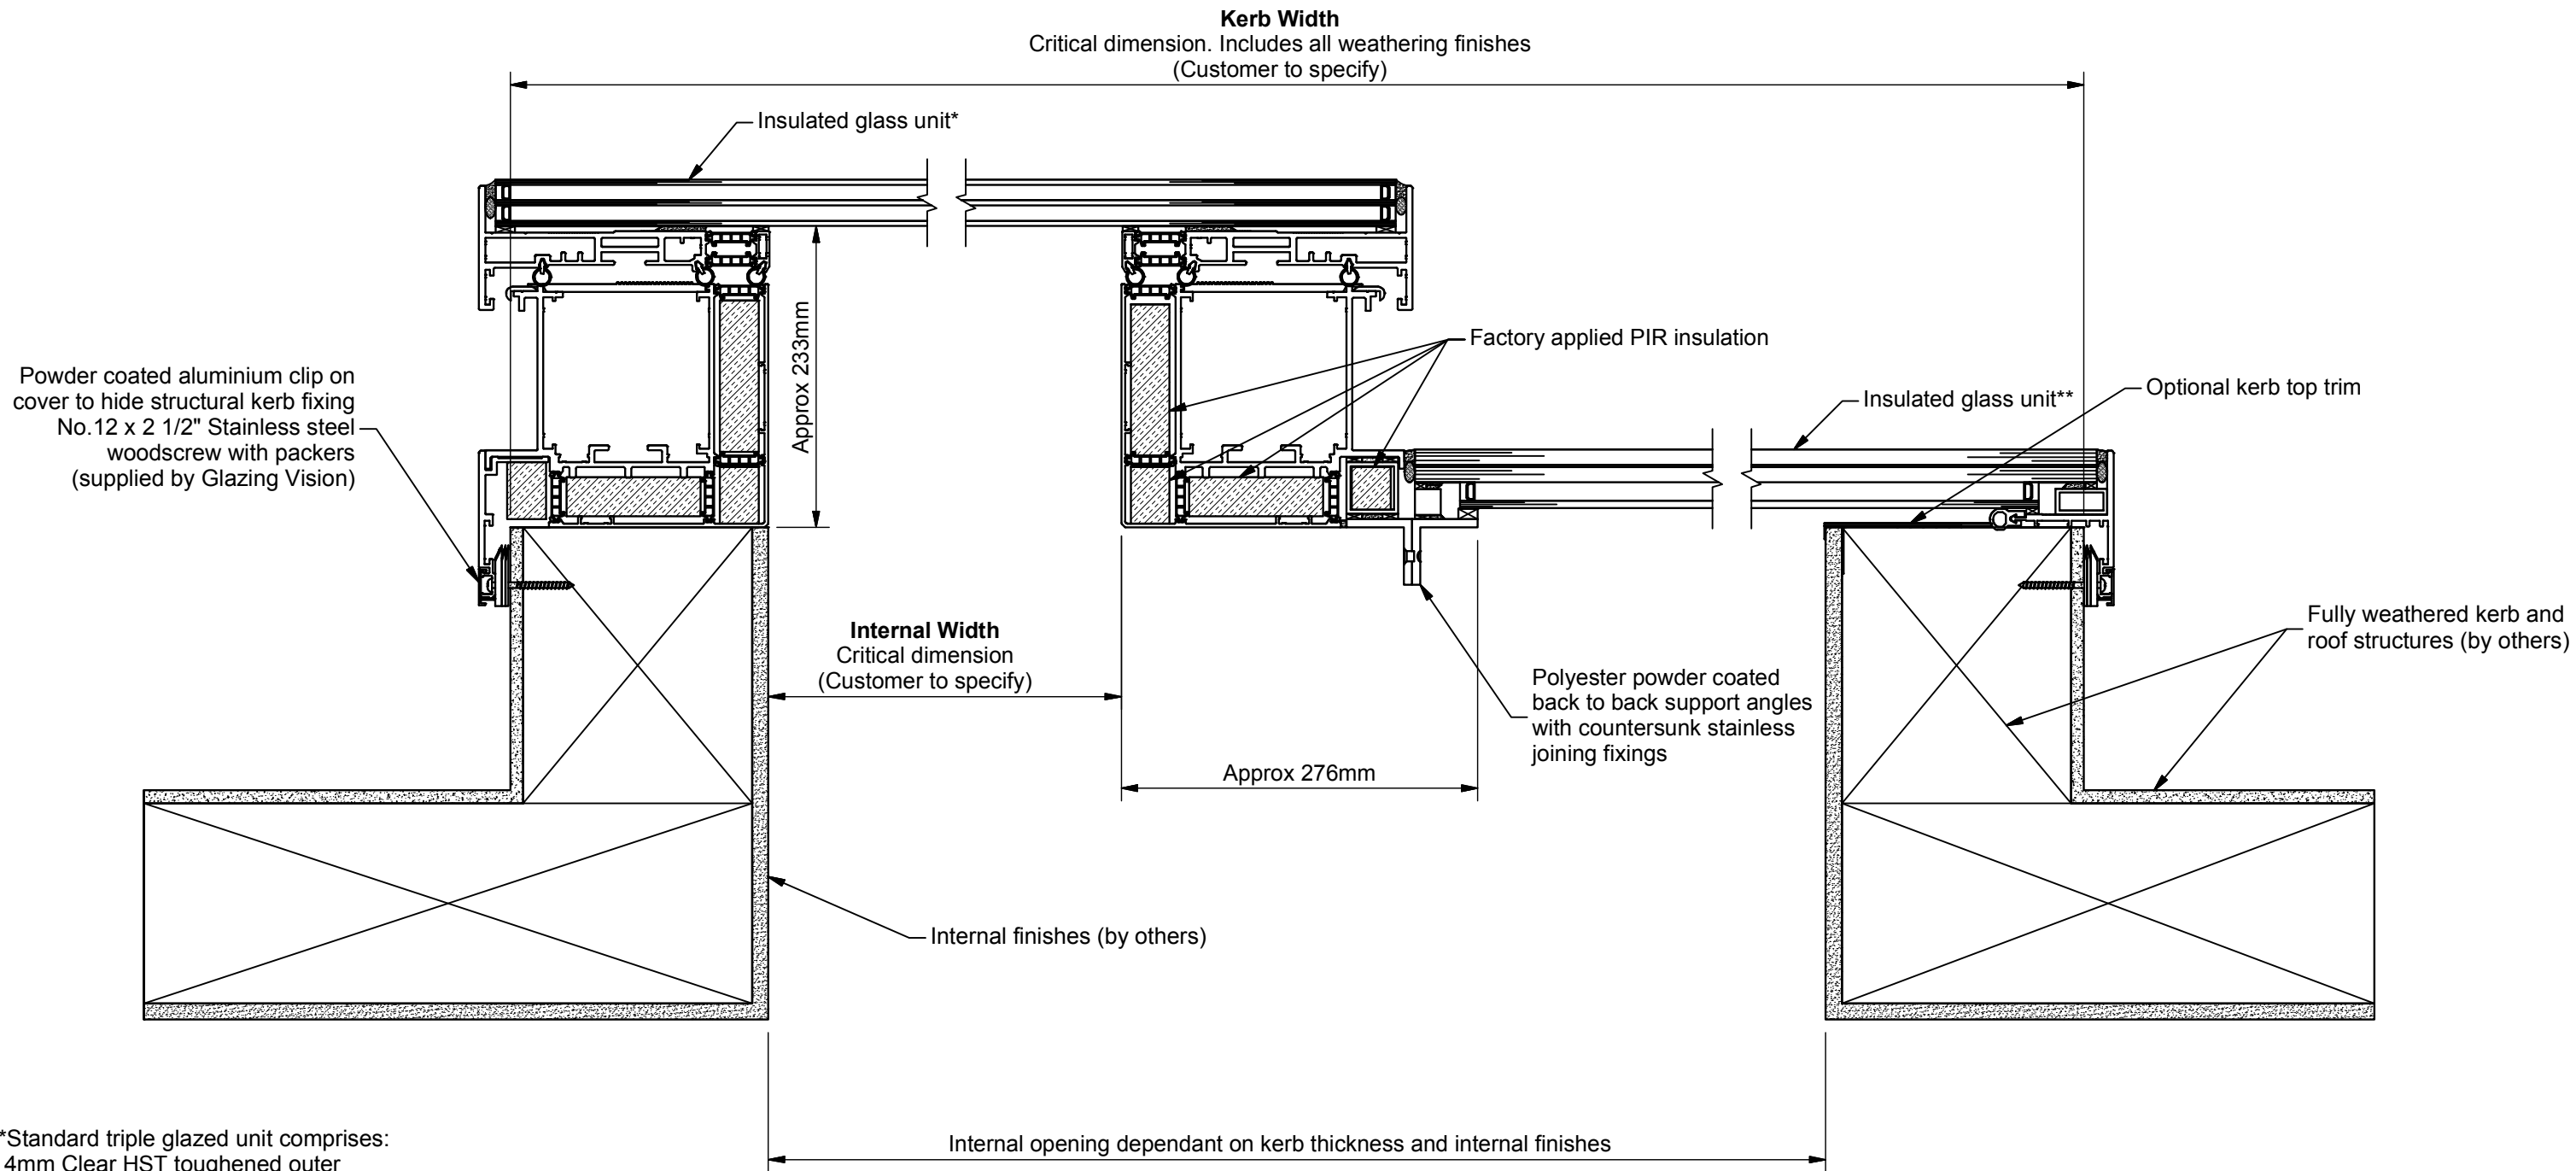 Kerb Width
Critical dimension. Includes all weathering finishes
(Customer to specify)
Insulated glass unit*
Approx 233mm
Factory applied PIR insulation
Powder coated aluminium clip on
cover to hide structural kerb fixing
No.12 x 2 1/2" Stainless steel
woodscrew with packers
(supplied by Glazing Vision)
Insulated glass unit**
Optional kerb top trim
Internal Width
Critical dimension
(Customer to specify)
Fully weathered kerb and
roof structures (by others)
Polyester powder coated
back to back support angles
with countersunk stainless
joining fixings
Approx 276mm
Internal finishes (by others)
*Standard triple glazed unit comprises:
4mm Clear HST toughened outer
Internal opening dependant on kerb thickness and internal finishes